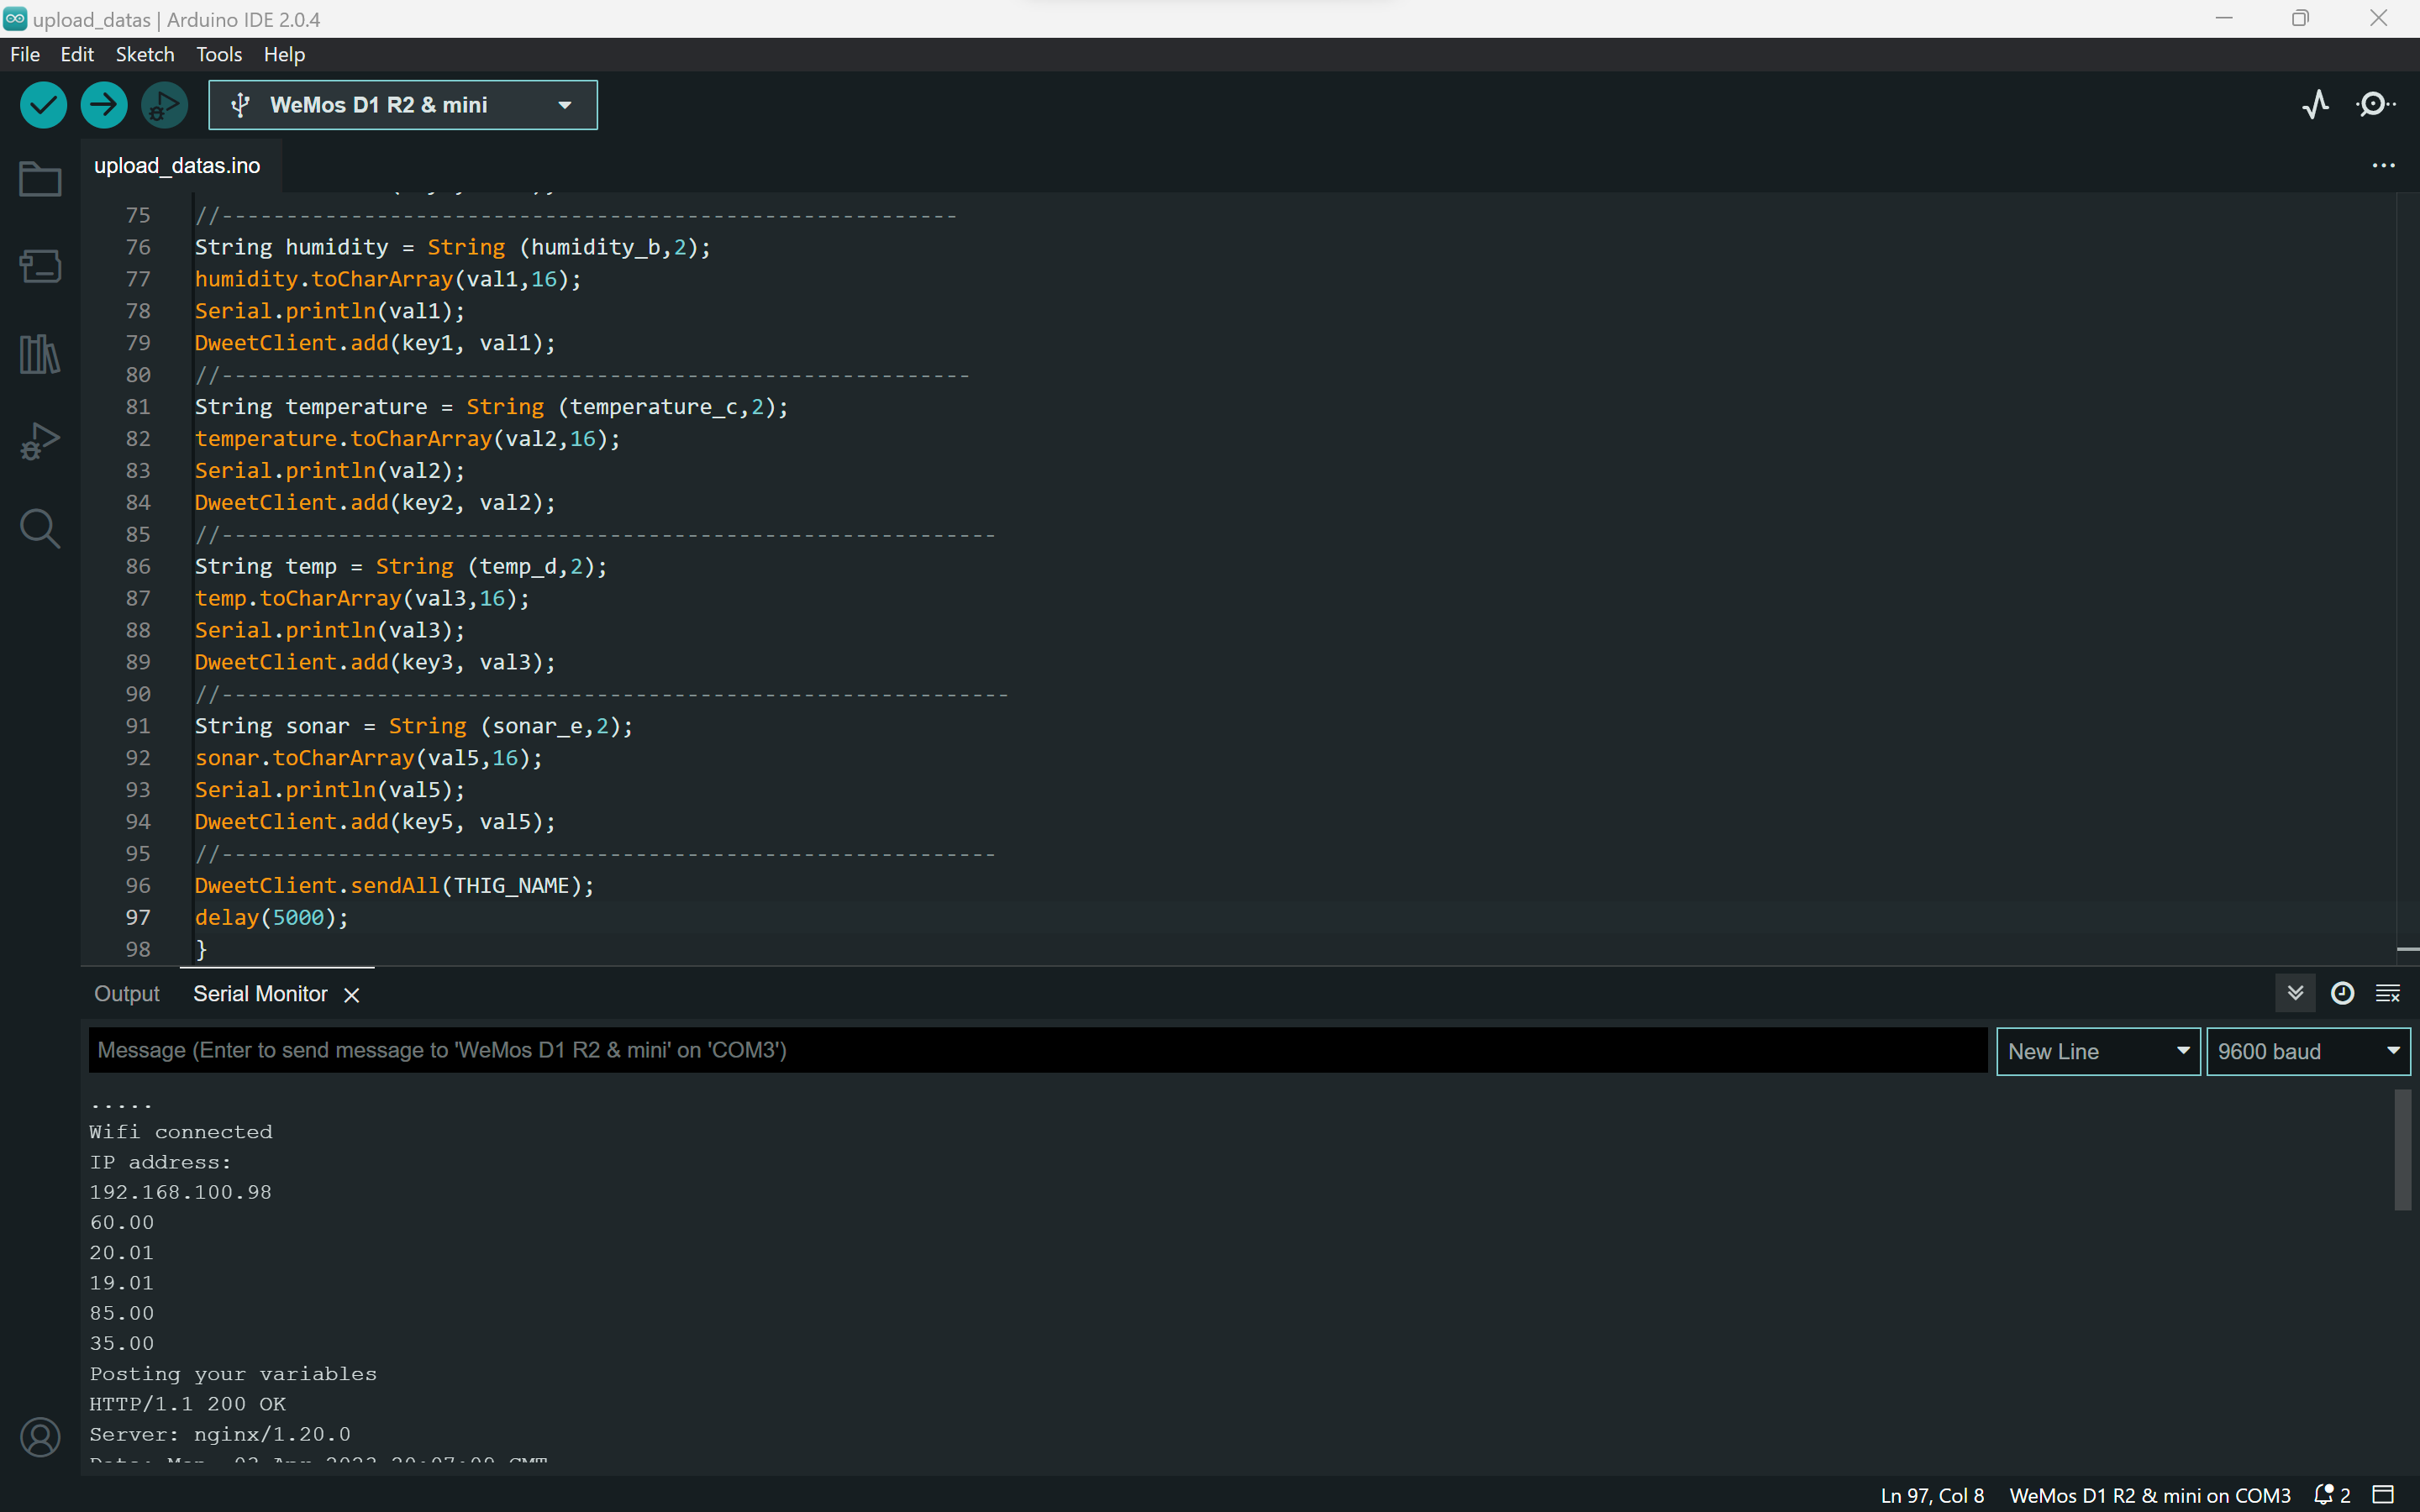 upload_datas | Arduino IDE 2.0.4
File Edit Sketch Tools Help
WeMos D1 R2 & mini
upload_datas.ino
75 //---------------------------------------------------------
76 String humidity = String (humidity_b,2);
77 humidity.toCharArray(val1,16);
78 Serial.println(val1);
79 DweetClient.add(key1, val1);
80 //----------------------------------------------------------
81 String temperature = String (temperature_c,2);
82 temperature.toCharArray(val2,16);
83 Serial.println(val2);
84 DweetClient.add(key2, val2);
85 //------------------------------------------------------------
86 String temp = String (temp_d,2);
87 temp.toCharArray(val3,16);
88 Serial.println(val3);
89 DweetClient.add(key3, val3);
90 //-------------------------------------------------------------
91 String sonar = String (sonar_e,2);
92 sonar.toCharArray(val5,16);
93 Serial.println(val5);
94 DweetClient.add(key5, val5);
95 //------------------------------------------------------------
96 DweetClient.sendAll(THIG_NAME);
97 delay(5000);
98 }
Output Serial Monitor
Message (Enter to send message to 'WeMos D1 R2 & mini' on 'COM3') New Line 9600 baud
.....
Wifi connected
IP address:
192.168.100.98
60.00
20.01
19.01
85.00
35.00
Posting your variables
HTTP/1.1 200 OK
Server: nginx/1.20.0
Ln 97, Col 8 WeMos D1 R2 & mini on COM3 2